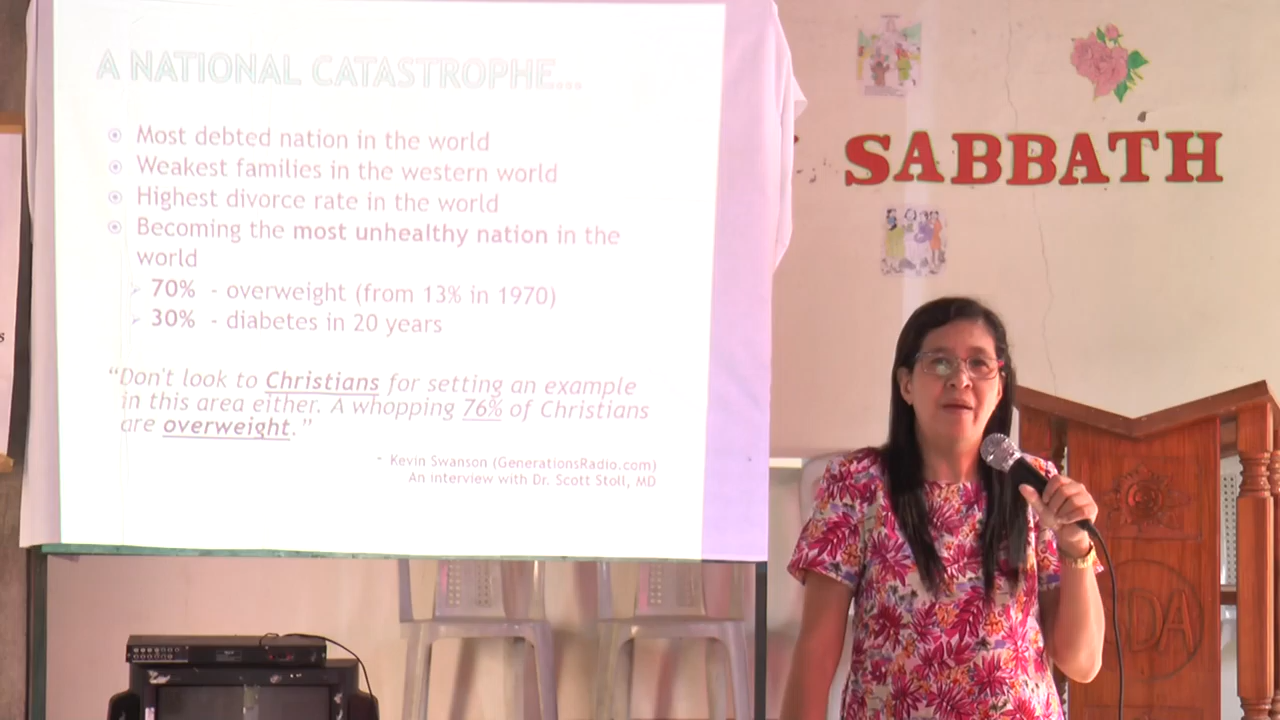 A NATIONAL CATASTROPHE...
Most debted nation in the world
Weakest families in the western world
Highest divorce rate in the world
Becoming the most unhealthy nation in the
world
70% - overweight (from 13% in 1970)
30% - diabetes in 20 years
“Don't look to Christians for setting an example
in this area either. A whopping 76% of Christians
are overweight.”
- Kevin Swanson (GenerationsRadio.com)
An interview with Dr. Scott Stoll, MD
SABBATH
SDA